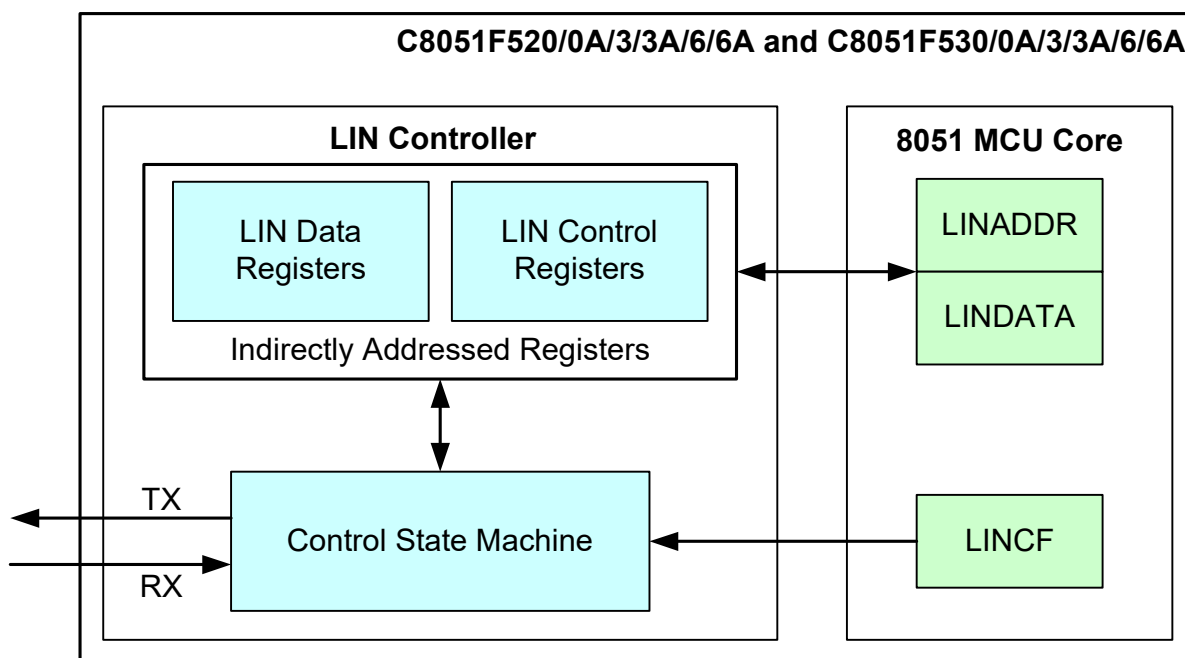 C8051F520/0A/3/3A/6/6A and C8051F530/0A/3/3A/6/6A
LIN Controller
8051 MCU Core
LIN Data
Registers
LIN Control
Registers
Indirectly Addressed Registers
LINADDR
LINDATA
TX
RX
Control State Machine
LINCF